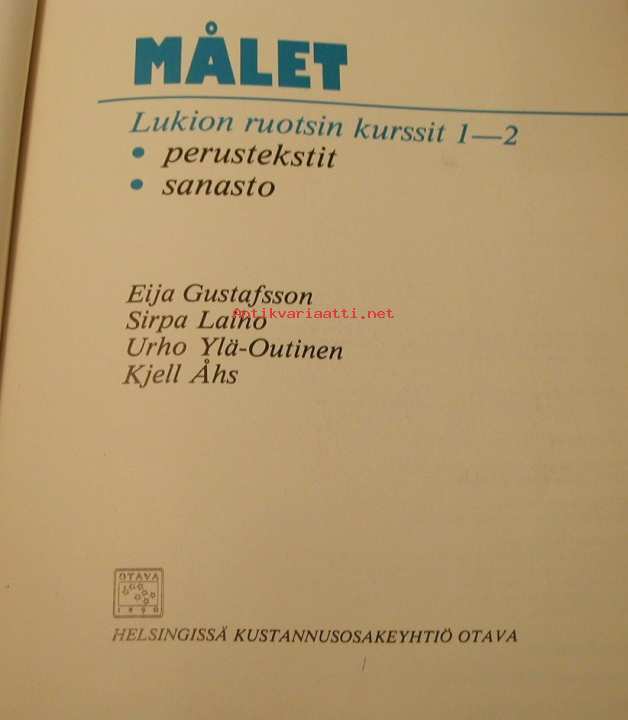 MÅLET
Lukion ruotsin kurssit 1—2
• perustekstit
• sanasto
Eija Gustafsson
Antikvariaatti.net
Sirpa Laino
Urho Ylä-Outinen
Kjell Åhs
OTAVA
1890
HELSINGISSÄ KUSTANNUSOSAKEYHTIÖ OTAVA